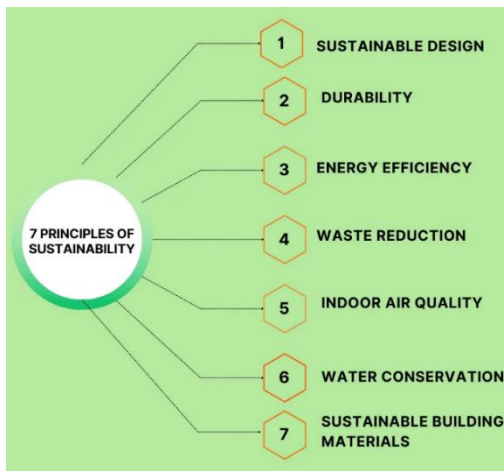 7 PRINCIPLES OF
SUSTAINABILITY
1
SUSTAINABLE DESIGN
2
DURABILITY
3
ENERGY EFFICIENCY
4
WASTE REDUCTION
5
INDOOR AIR QUALITY
6
WATER CONSERVATION
7
SUSTAINABLE BUILDING
MATERIALS